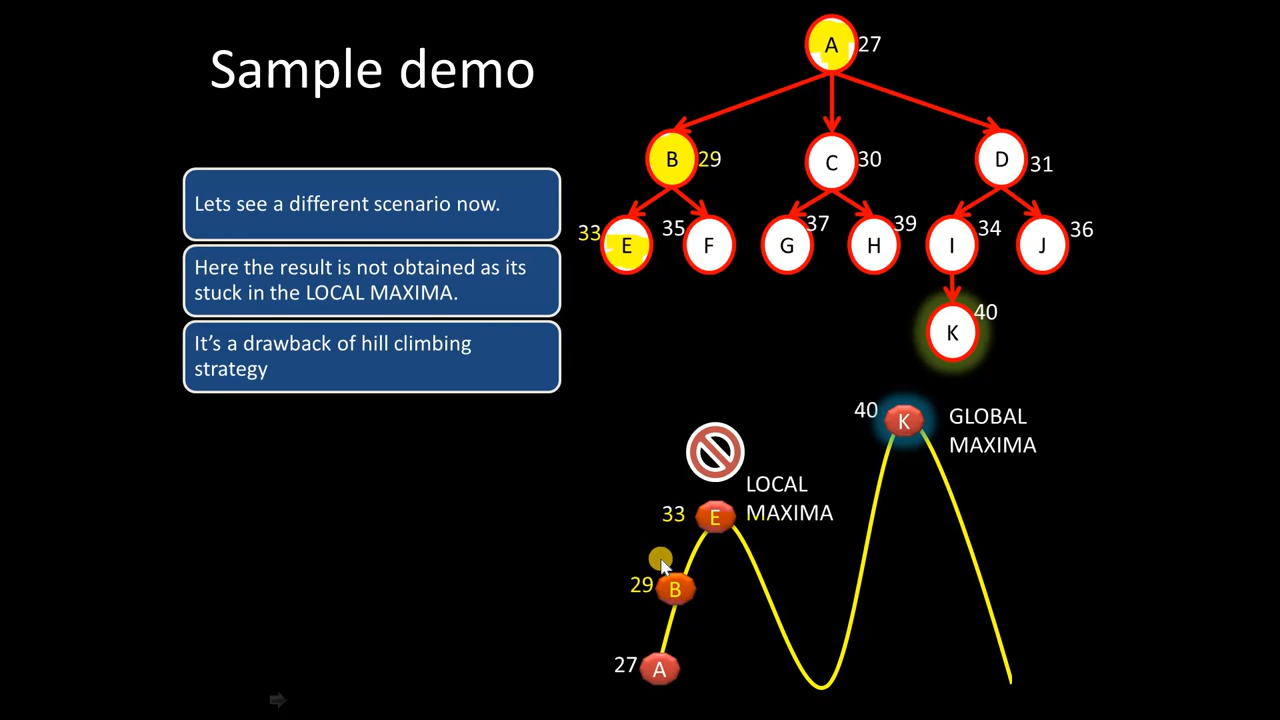 Sample demo
Lets see a different scenario now.
Here the result is not obtained as its
stuck in the LOCAL MAXIMA.
It's a drawback of hill climbing
strategy
A 27
B 29 C 30 D 31
33 E 35 F G 37 H 39 I 34 J 36
K 40
40 K GLOBAL
MAXIMA
LOCAL
33 E MAXIMA
29 B
27 A